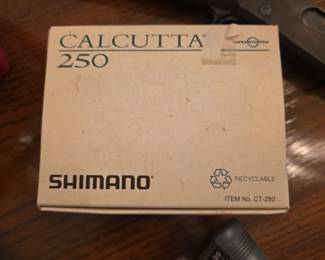 CALCUTTA
250
SHIMANO
RECYCLABLE
ITEM No. CT-250